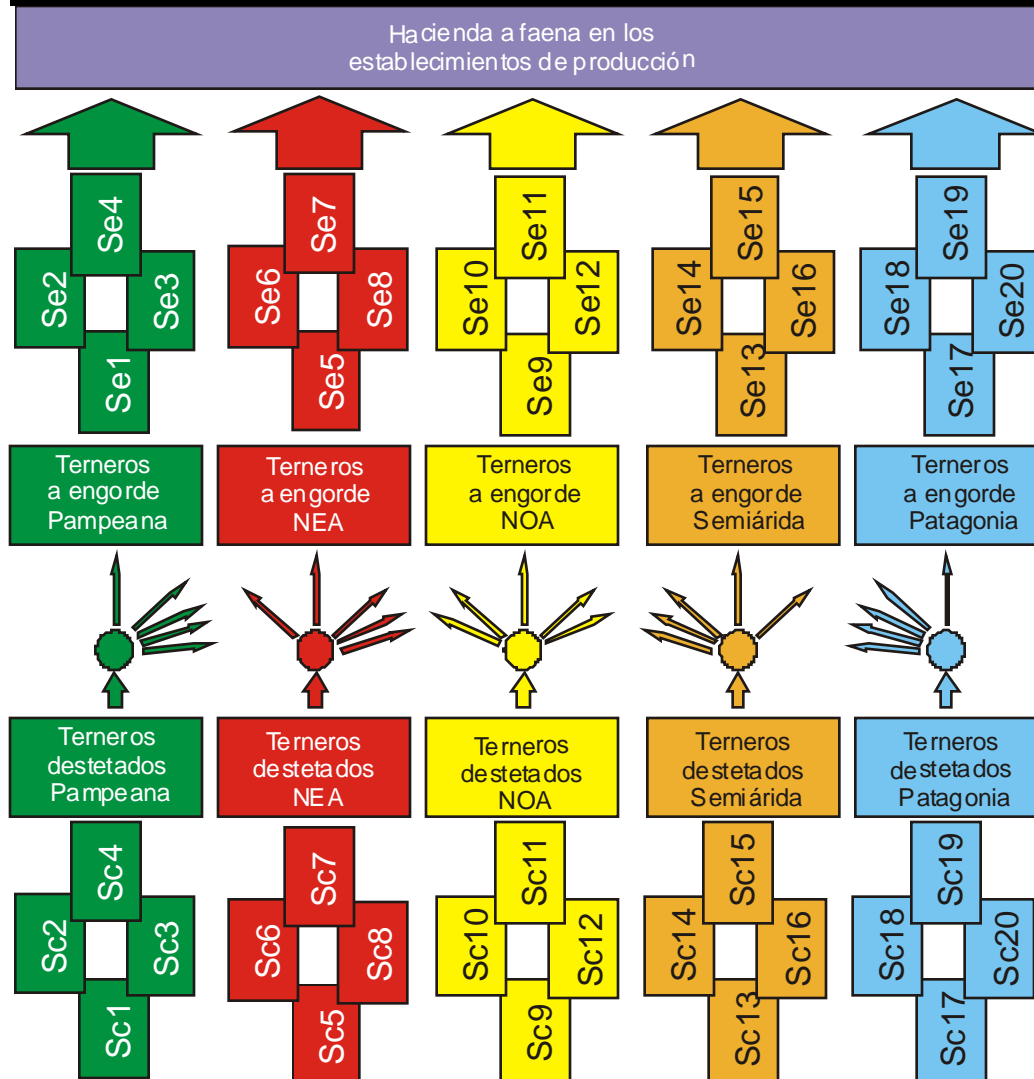 Hacienda a faena en los
establecimientos de producción
Se4
Se2
Se3
Se1
Se7
Se6
Se8
Se5
Se11
Se10
Se12
Se9
Se15
Se14
Se16
Se13
Se19
Se18
Se20
Se17
Terneros
a engorde
Pampeana
Terneros
a engorde
NEA
Terneros
a engorde
NOA
Terneros
a engorde
Semiárida
Terneros
a engorde
Patagonia
Terneros
destetados
Pampeana
Terneros
destetados
NEA
Terneros
destetados
NOA
Terneros
destetados
Semiárida
Terneros
destetados
Patagonia
Sc4
Sc2
Sc3
Sc1
Sc7
Sc6
Sc8
Sc5
Sc11
Sc10
Sc12
Sc9
Sc15
Sc14
Sc16
Sc13
Sc19
Sc18
Sc20
Sc17